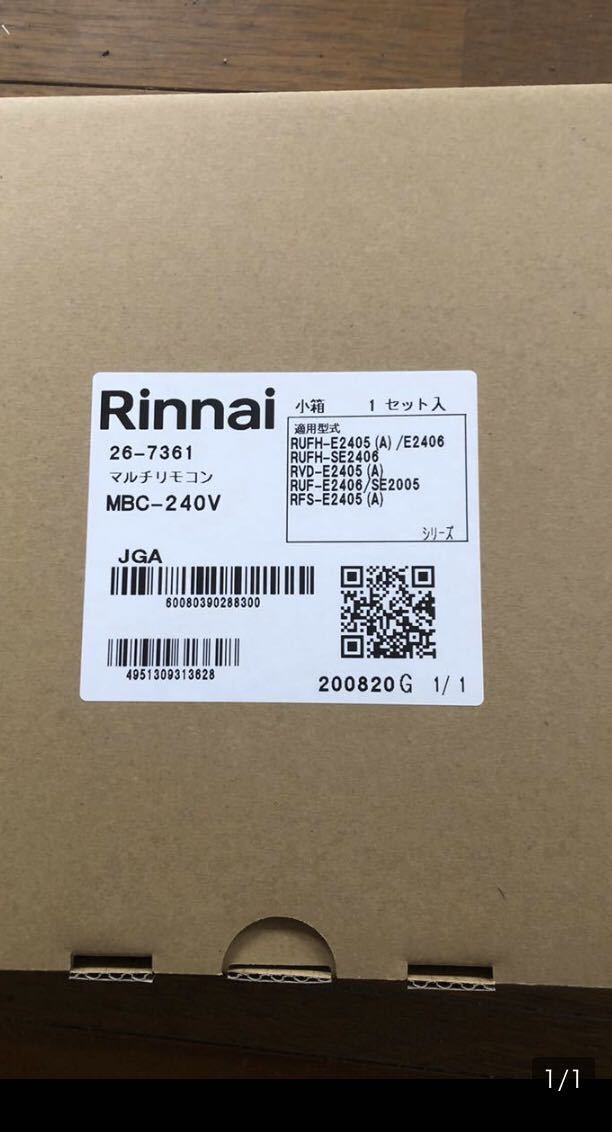 Rinnai
小箱 1 セット入
26-7361
マルチリモコン
MBC-240V
適用型式
RUFH-E2405(A)/E2406
RUFH-SE2406
RVD-E2405(A)
RUF-E2406/SE2005
RFS-E2405(A)
シリーズ
JGA
60080390288300
4951309313628
200820G 1/1
1/1